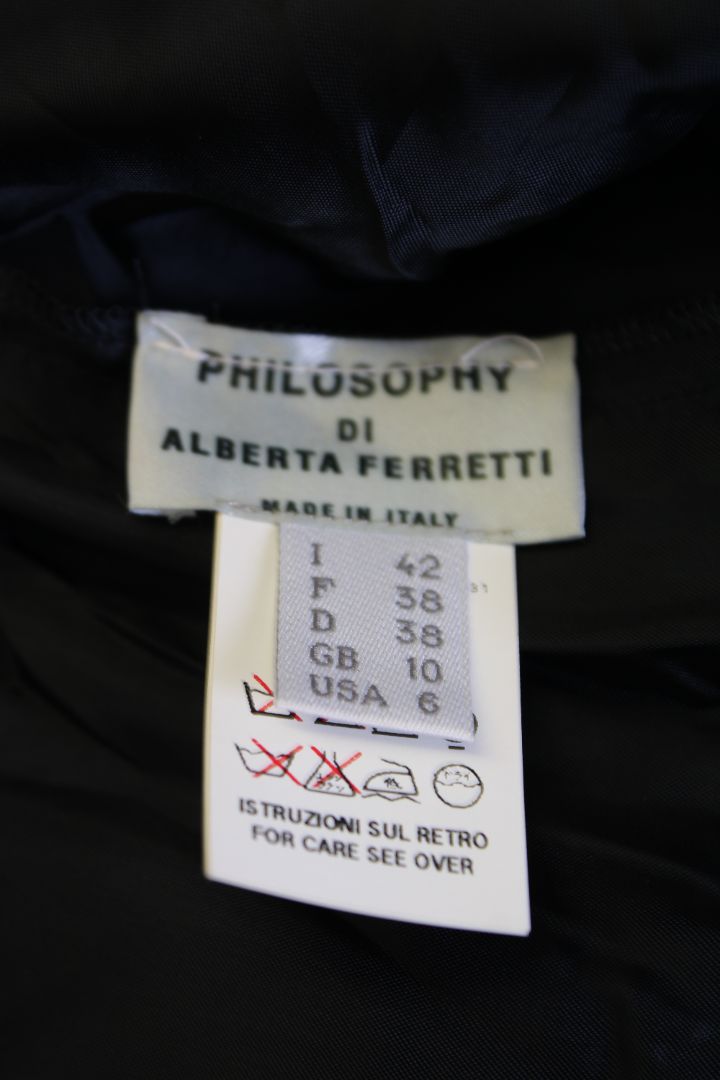 PHILOSOPHY
DI
ALBERTA FERRETTI
MADE IN ITALY
I 42
F 38
D 38
GB 10
USA 6
ISTRUZIONI SUL RETRO
FOR CARE SEE OVER